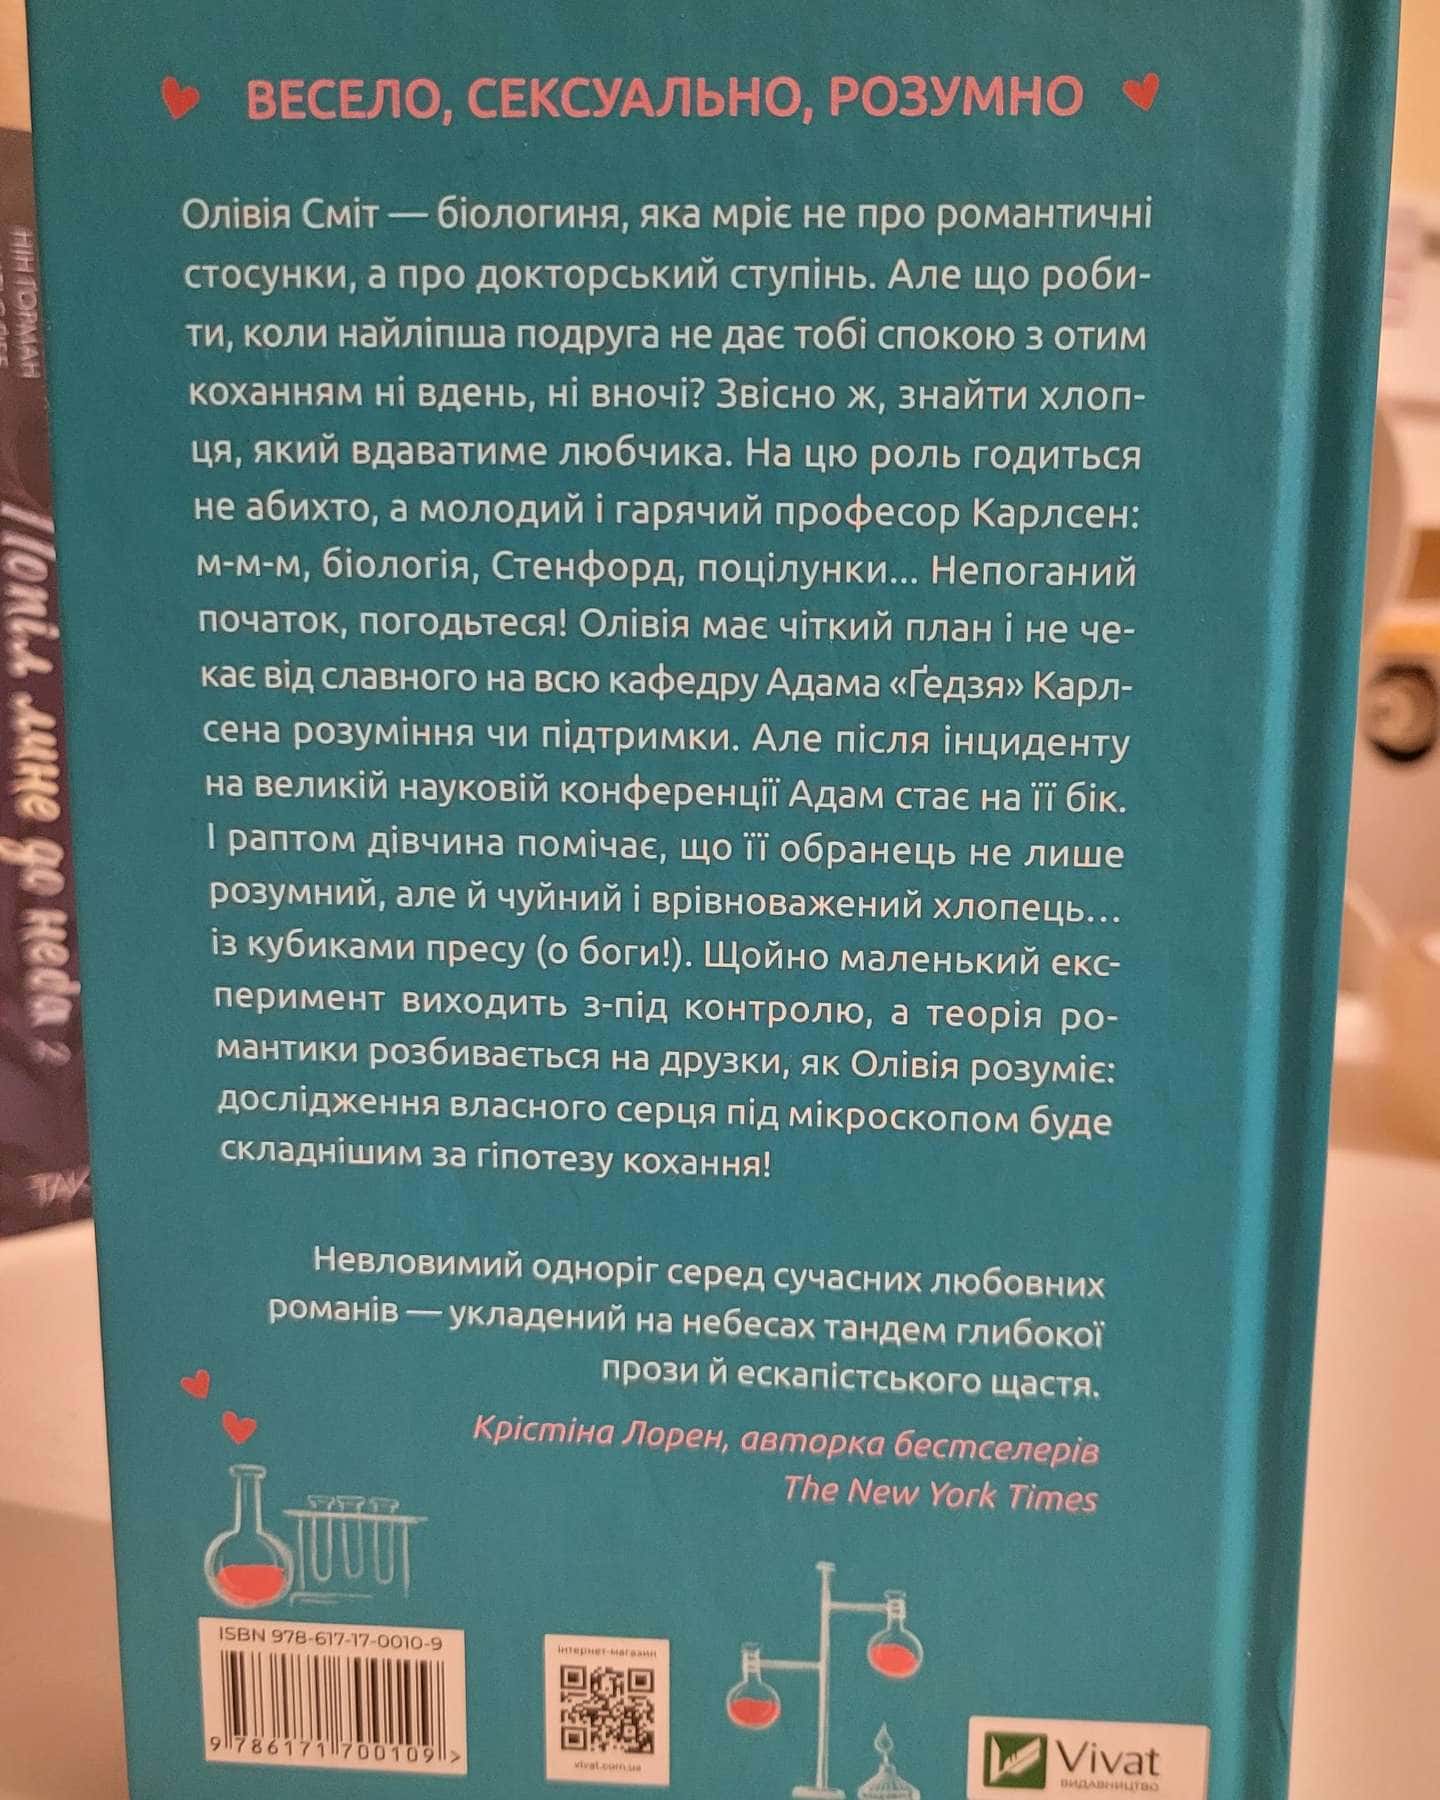 ВЕСЕЛО, СЕКСУАЛЬНО, РОЗУМНО
Олівія Сміт — біологиня, яка мріє не про романтичні
стосунки, а про докторський ступінь. Але що роби-
ти, коли найліпша подруга не дає тобі спокою з отим
коханням ні вдень, ні вночі? Звісно ж, знайти хлоп-
ця, який вдаватиме любчика. На цю роль годиться
не абихто, а молодий і гарячий професор Карлсен:
м-м-м, біологія, Стенфорд, поцілунки... Непоганий
початок, погодьтеся! Олівія має чіткий план і не че-
кає від славного на всю кафедру Адама «Ґедзя» Карл-
сена розуміння чи підтримки. Але після інциденту
на великій науковій конференції Адам стає на її бік.
І раптом дівчина помічає, що її обранець не лише
розумний, але й чуйний і врівноважений хлопець...
із кубиками пресу (о боги!). Щойно маленький екс-
перимент виходить з-під контролю, а теорія ро-
мантики розбивається на друзки, як Олівія розуміє:
дослідження власного серця під мікроскопом буде
складнішим за гіпотезу кохання!
Невловимий одноріг серед сучасних любовних
романів — укладений на небесах тандем глибокої
прози й ескапістського щастя.
Крістіна Лорен, авторка бестселерів
The New York Times
ISBN 978-617-17-0010-9
9 786171 700109 >
інтернет-магазин
vivat.com.ua
Vivat
ВИДАВНИЦТВО
НІН ГОРМАН
мине до неба 2